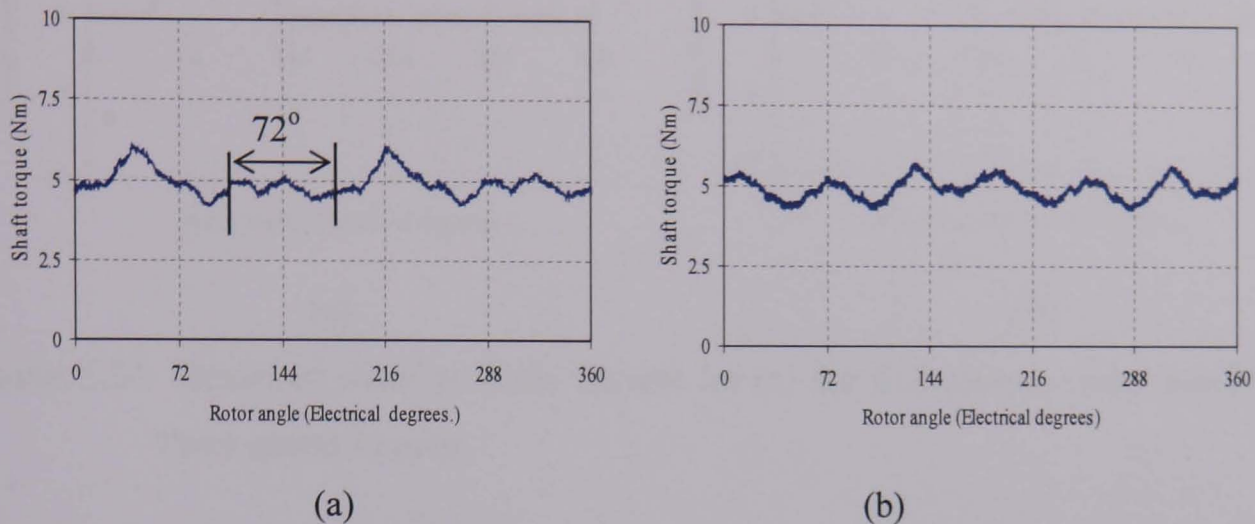 10
7.5
5
2.5
0
Shaft torque (Nm)
72°
0 72 144 216 288 360
Rotor angle (Electrical degrees.)
(a)
10
7.5
5
2.5
0
Shaft torque (Nm)
0 72 144 216 288 360
Rotor angle (Electrical degrees)
(b)